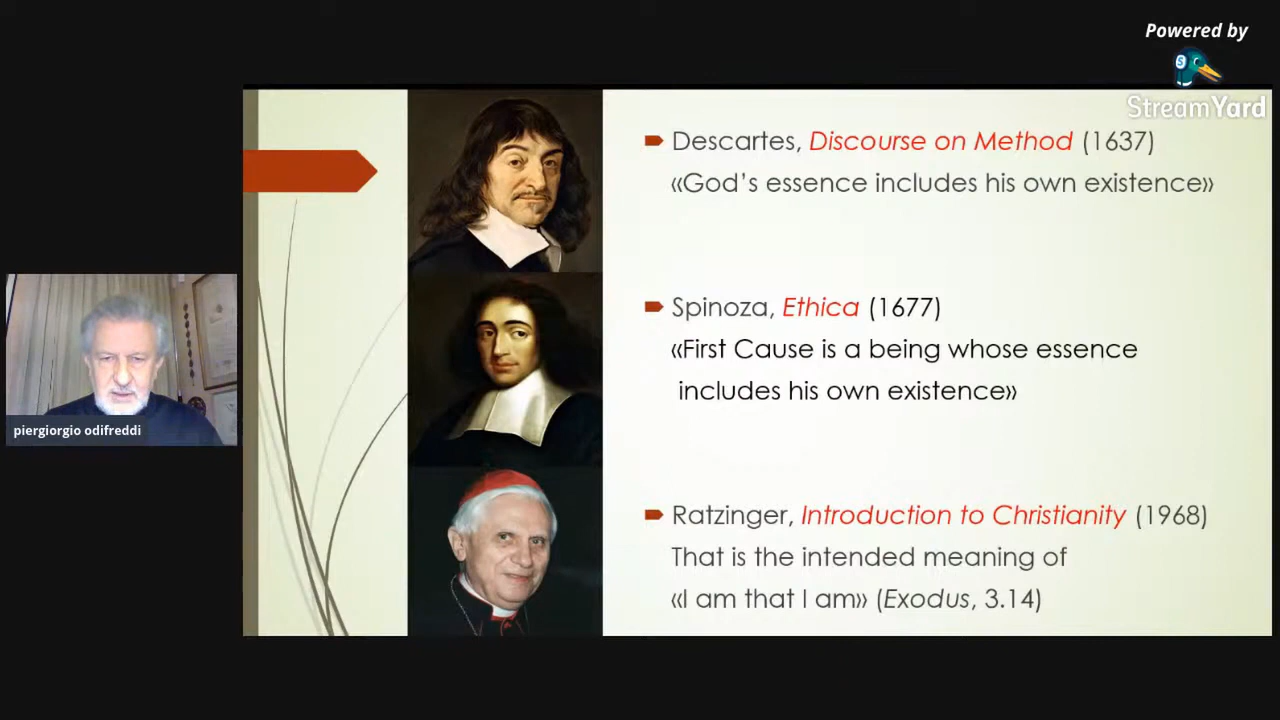 Powered by
StreamYard
Descartes, Discourse on Method (1637)
«God’s essence includes his own existence»
Spinoza, Ethica (1677)
«First Cause is a being whose essence
includes his own existence»
Ratzinger, Introduction to Christianity (1968)
That is the intended meaning of
«I am that I am» (Exodus, 3.14)
piergiorgio odifreddi